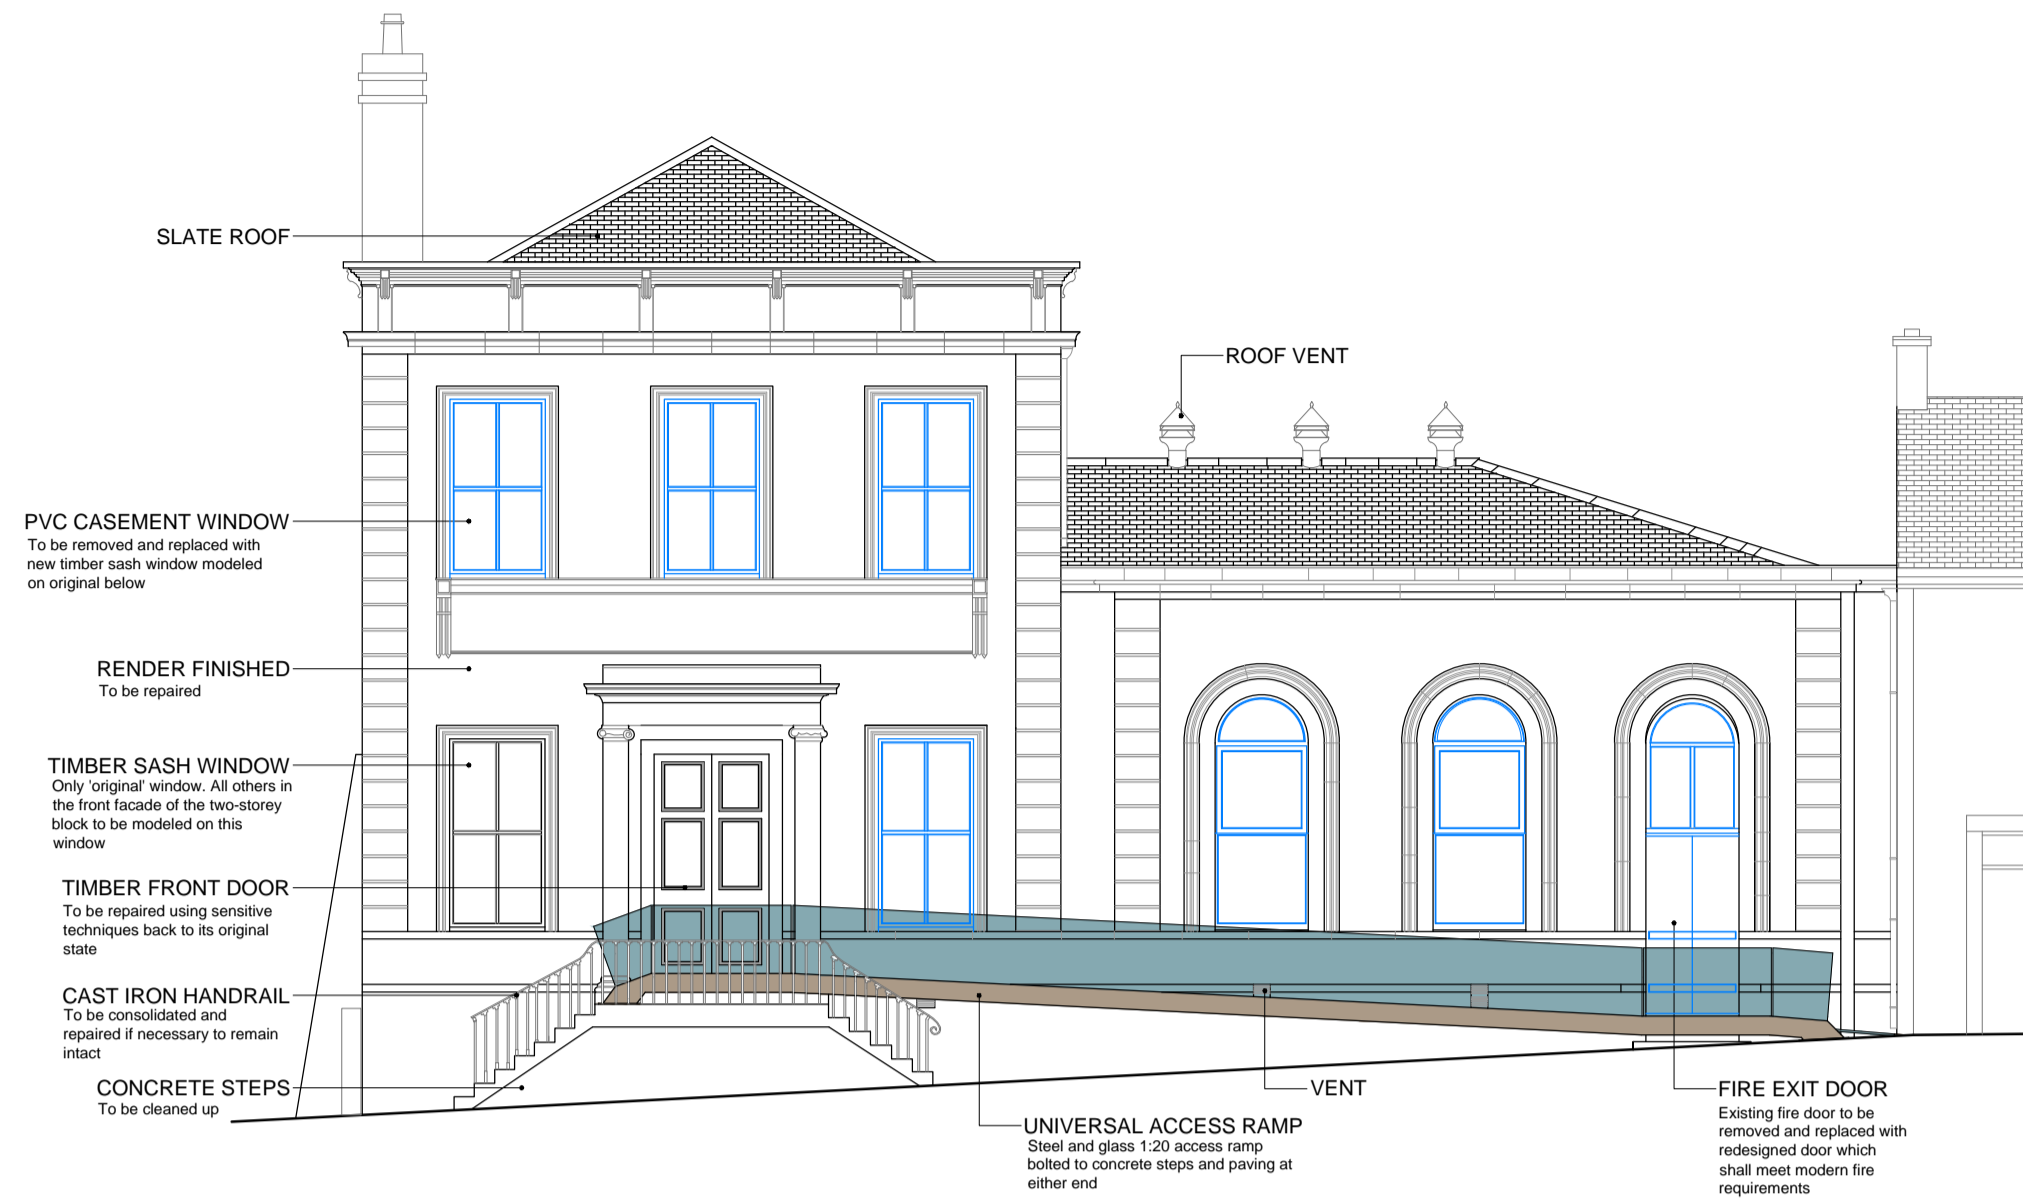 SLATE ROOF
ROOF VENT
PVC CASEMENT WINDOW
To be removed and replaced with
new timber sash window modeled
on original below
RENDER FINISHED
To be repaired
TIMBER SASH WINDOW
Only 'original' window. All others in
the front facade of the two-storey
block to be modeled on this
window
TIMBER FRONT DOOR
To be repaired using sensitive
techniques back to its original
state
CAST IRON HANDRAIL
To be consolidated and
repaired if necessary to remain
intact
CONCRETE STEPS
To be cleaned up
UNIVERSAL ACCESS RAMP
Steel and glass 1:20 access ramp
bolted to concrete steps and paving at
either end
VENT
FIRE EXIT DOOR
Existing fire door to be
removed and replaced with
redesigned door which
shall meet modern fire
requirements